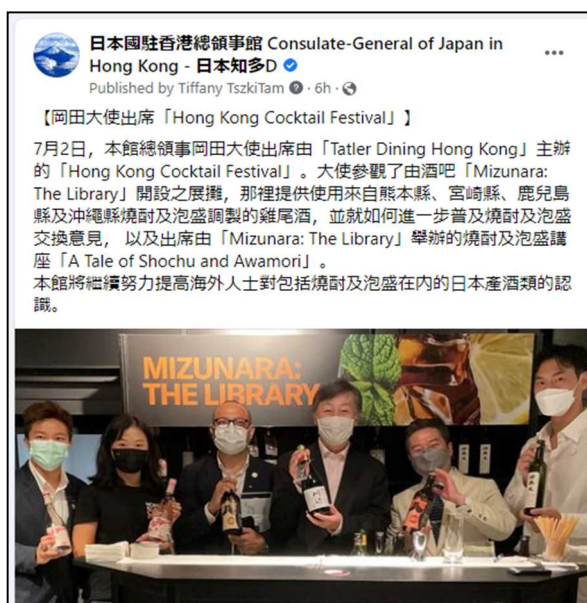 日本國駐香港總領事館 Consulate-General of Japan in
Hong Kong - 日本知多D
Published by Tiffany TszkiTam · 6h ·
【岡田大使出席「Hong Kong Cocktail Festival」】
7月2日，本館總領事岡田大使出席由「Tatler Dining Hong Kong」主辦
的「Hong Kong Cocktail Festival」。大使參觀了由酒吧「Mizunara:
The Library」開設之展攤，那裡提供使用來自熊本縣、宮崎縣、鹿兒島
縣及沖繩縣燒酎及泡盛調製的雞尾酒，並就如何進一步普及燒酎及泡盛
交換意見， 以及出席由「Mizunara: The Library」舉辦的燒酎及泡盛講
座「A Tale of Shochu and Awamori」。
本館將繼續努力提高海外人士對包括燒酎及泡盛在内的日本產酒類的認
識。
MIZUNARA:
THE LIBRARY